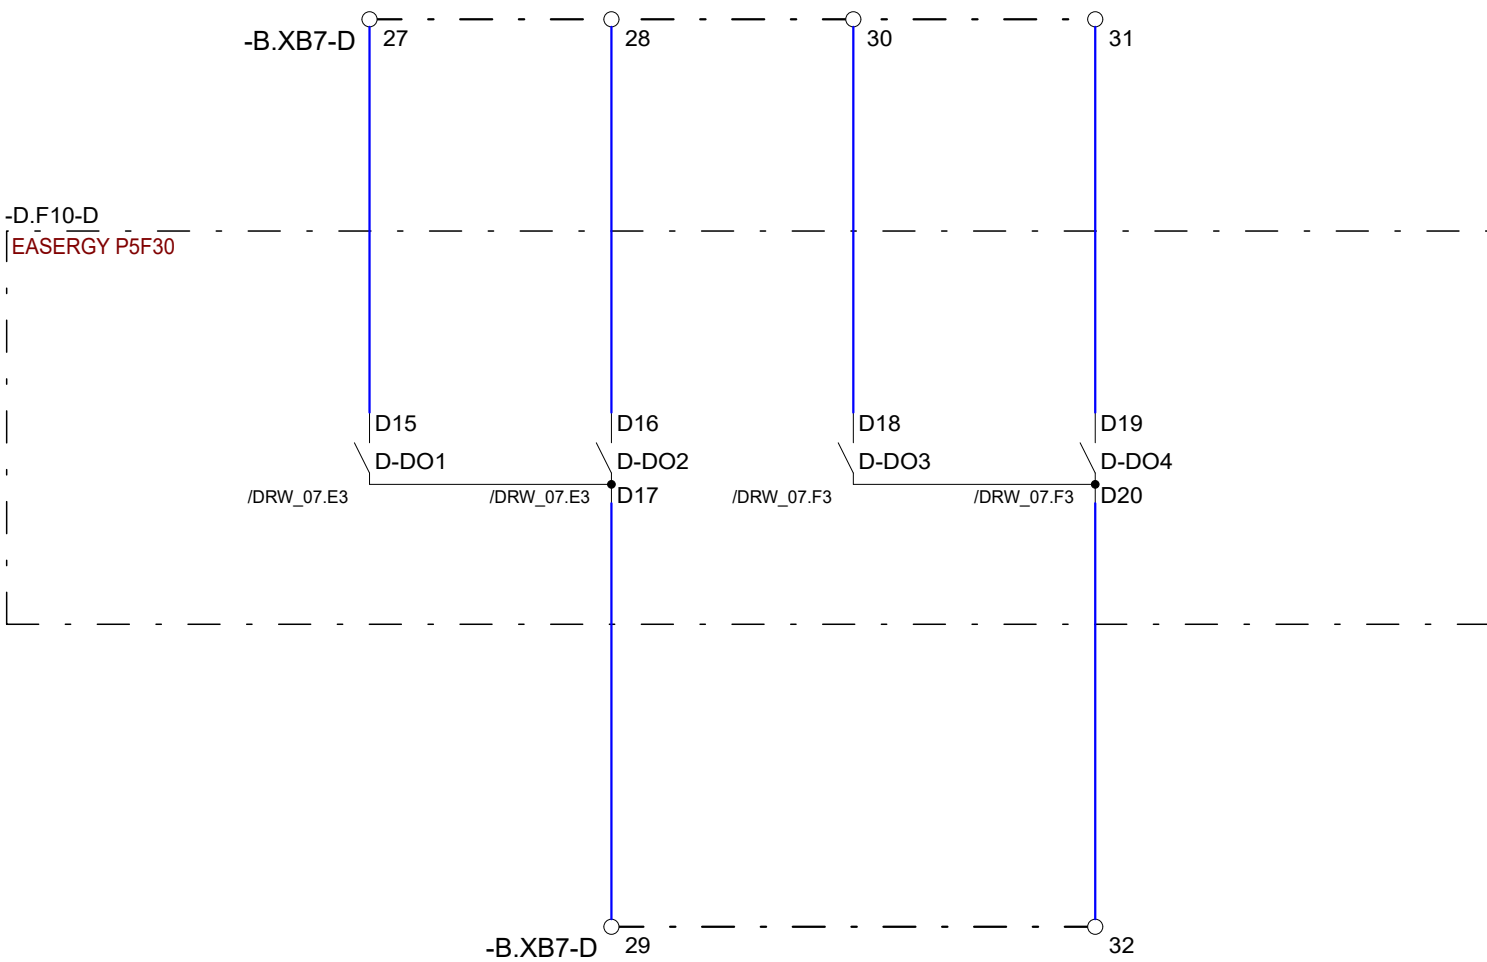 -B.XB7-D 27 28 30 31
-D.F10-D
EASERGY P5F30
D15 D16 D18 D19
D-DO1 D-DO2 D-DO3 D-DO4
/DRW_07.E3 /DRW_07.E3 D17 /DRW_07.F3 /DRW_07.F3 D20
-B.XB7-D 29 32